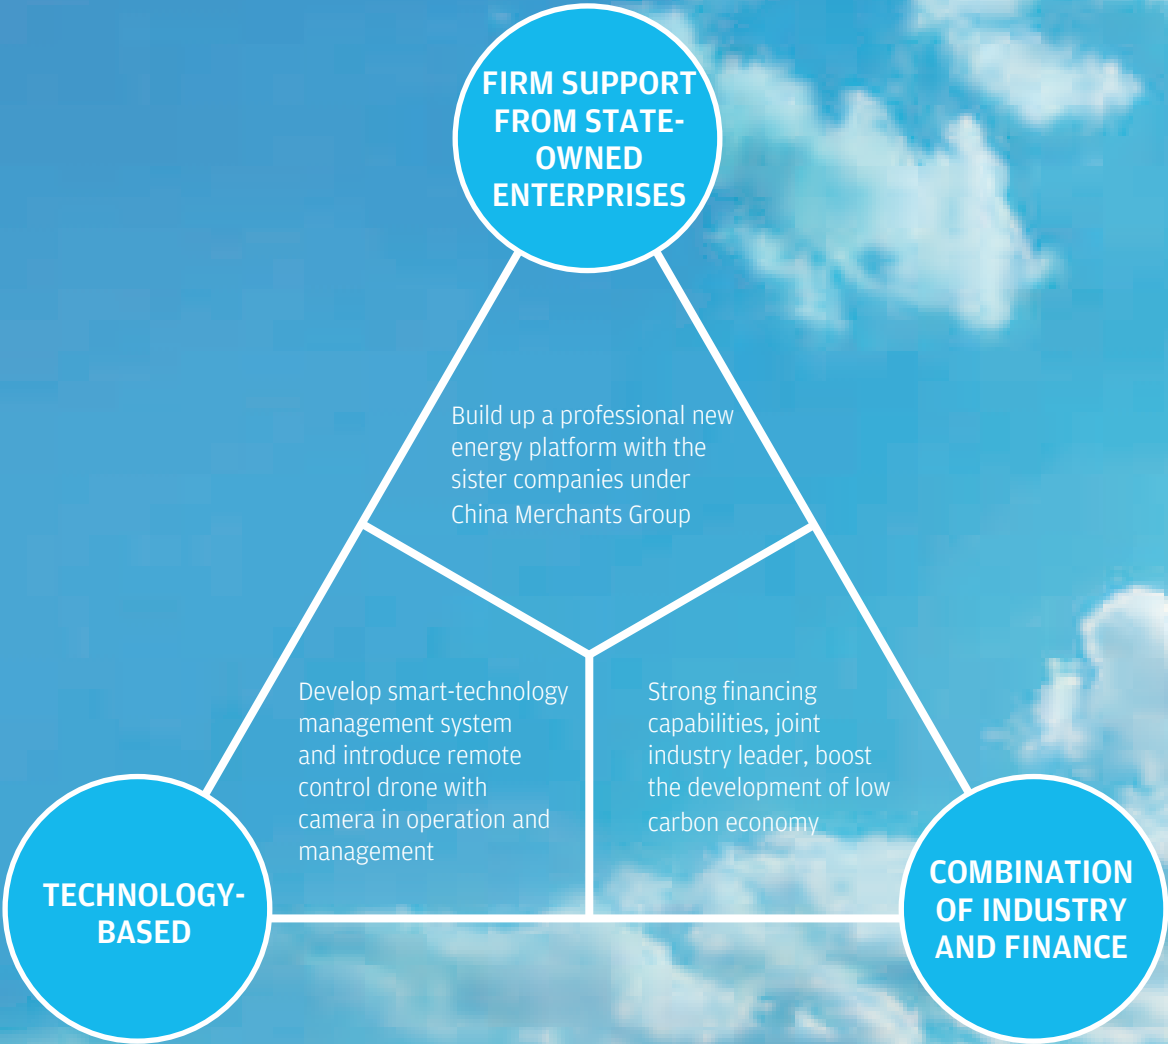 FIRM SUPPORT
FROM STATE-
OWNED
ENTERPRISES
Build up a professional new
energy platform with the
sister companies under
China Merchants Group
Develop smart-technology
management system
and introduce remote
control drone with
camera in operation and
management
Strong financing
capabilities, joint
industry leader, boost
the development of low
carbon economy
TECHNOLOGY-
BASED
COMBINATION
OF INDUSTRY
AND FINANCE